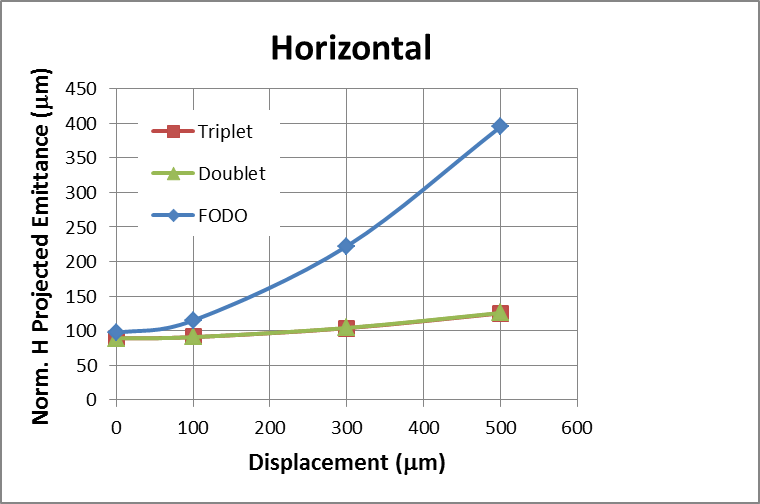 Horizontal
Norm. H Projected Emittance (μm)
450
400
350
300
250
200
150
100
50
0
Triplet
Doublet
FODO
0 100 200 300 400 500 600
Displacement (μm)